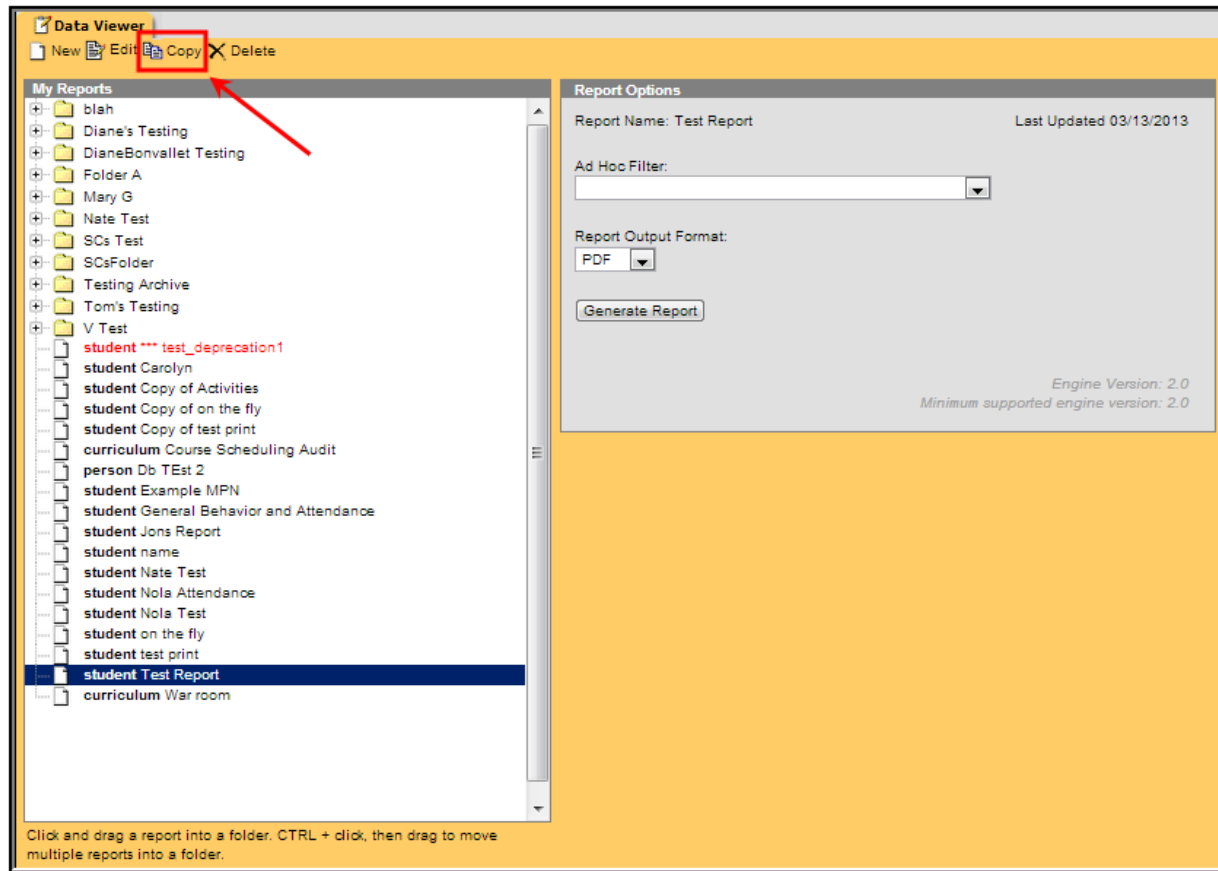 Data Viewer
New Edit Copy Delete
My Reports
blah
Diane's Testing
DianeBonvallet Testing
Folder A
Mary G
Nate Test
SCs Test
SCsFolder
Testing Archive
Tom's Testing
V Test
student *** test_deprecation1
student Carolyn
student Copy of Activities
student Copy of on the fly
student Copy of test print
curriculum Course Scheduling Audit
person Db TEst 2
student Example MPN
student General Behavior and Attendance
student Jons Report
student name
student Nate Test
student Nola Attendance
student Nola Test
student on the fly
student test print
student Test Report
curriculum War room
Click and drag a report into a folder. CTRL + click, then drag to move
multiple reports into a folder.
Report Options
Report Name: Test Report Last Updated 03/13/2013
Ad Hoc Filter:
Report Output Format:
PDF
Generate Report
Engine Version: 2.0
Minimum supported engine version: 2.0